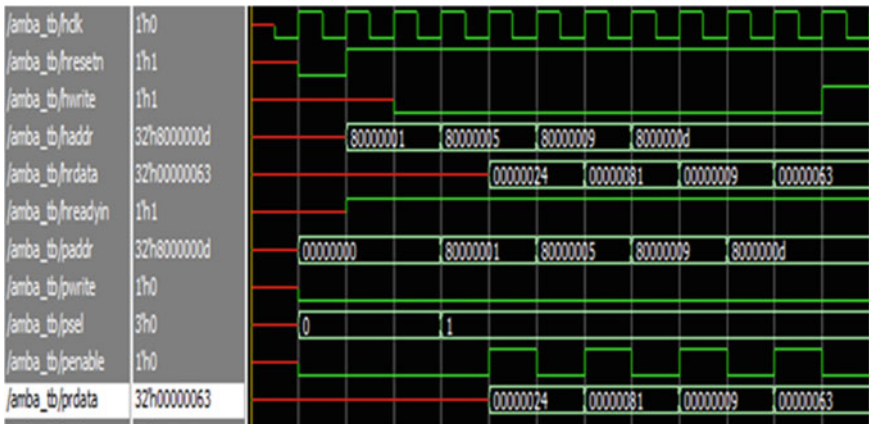 /amba_tb/hclk 1'h0
/amba_tb/hresetn 1'h1
/amba_tb/hwrite 1'h1
/amba_tb/haddr 32'h8000000d 80000001 80000005 80000009 8000000d
/amba_tb/hrdata 32'h00000063 00000024 00000081 00000009 00000063
/amba_tb/hreadyin 1'h1
/amba_tb/paddr 32'h8000000d 00000000 80000001 80000005 80000009 8000000d
/amba_tb/pwrite 1'h0
/amba_tb/psel 3'h0 0 1
/amba_tb/penable 1'h0
/amba_tb/prdata 32'h00000063 00000024 00000081 00000009 00000063